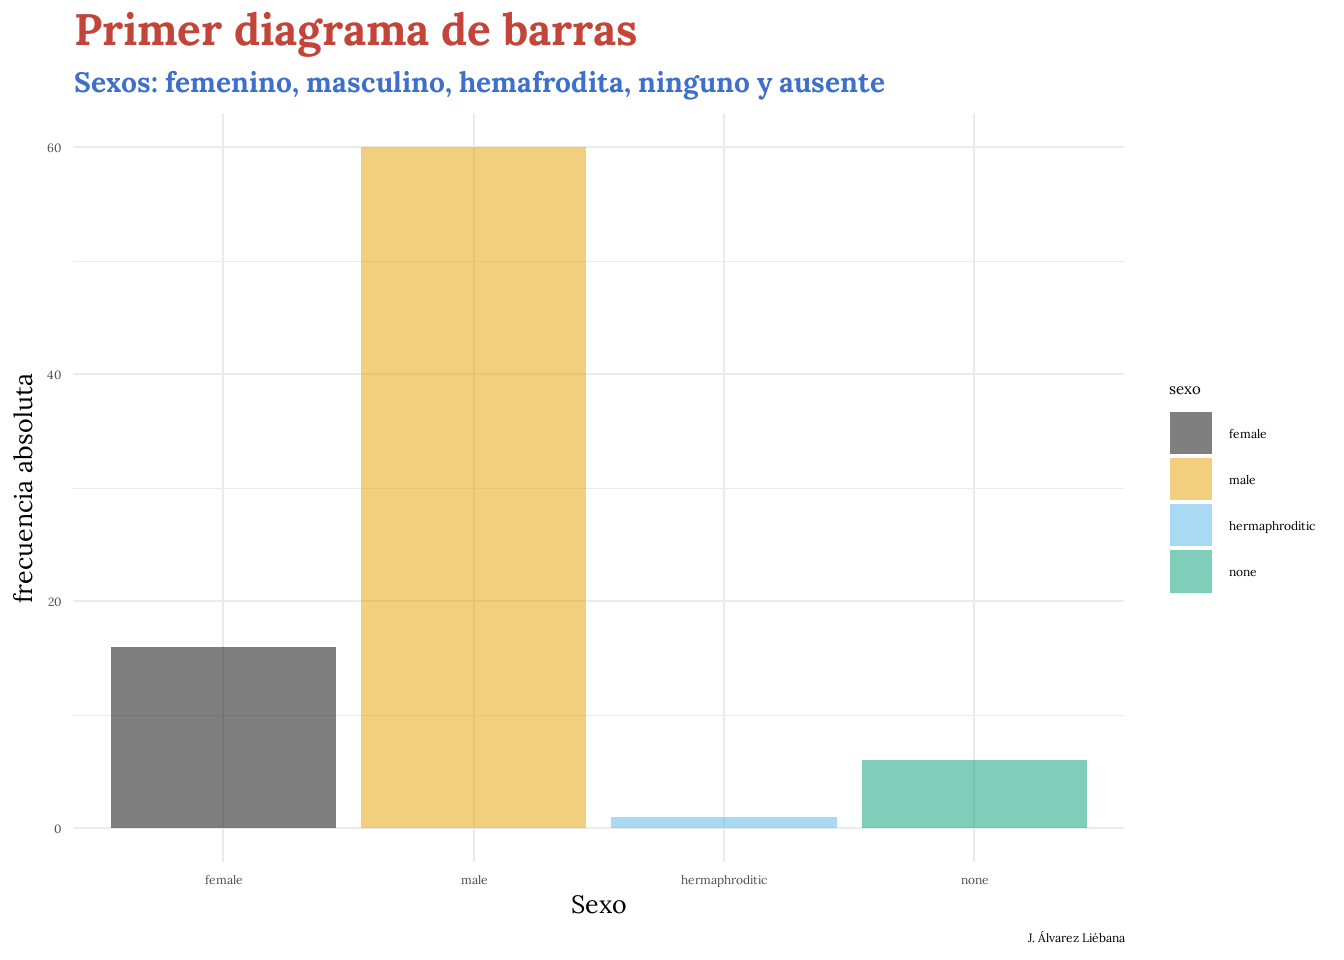 Primer diagrama de barras
Sexos: femenino, masculino, hemafrodita, ninguno y ausente
frecuencia absoluta
60
40
20
0
female
male
hermaphroditic
none
Sexo
sexo
female
male
hermaphroditic
none
J. Álvarez Liébana